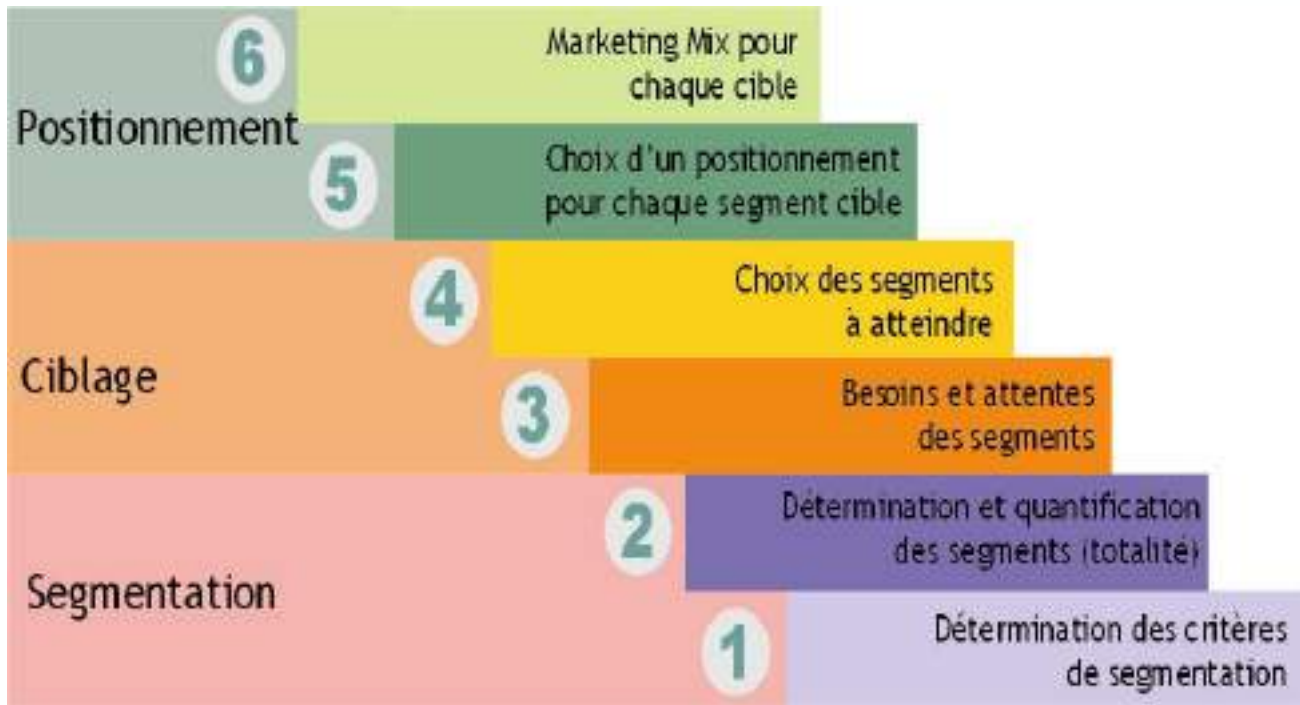 6
Marketing Mix pour
chaque cible
Positionnement
5
Choix d'un positionnement
pour chaque segment cible
4
Choix des segments
à atteindre
Ciblage
3
Besoins et attentes
des segments
2
Détermination et quantification
des segments (totalité)
Segmentation
1
Détermination des critères
de segmentation